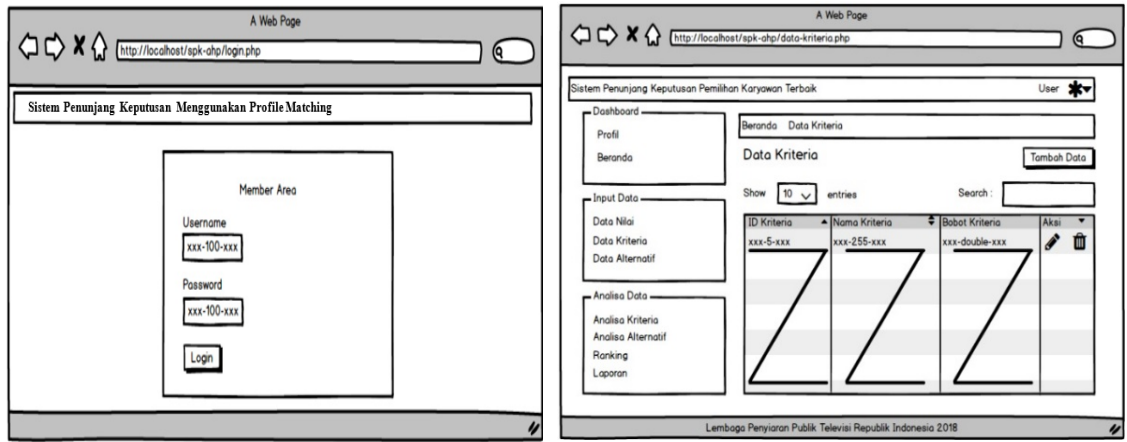 A Web Page
http://localhost/spk-ahp/login.php
Sistem Penunjang Keputusan Menggunakan Profile Matching
Member Area
Username
xxx-100-xxx
Password
xxx-100-xxx
Login
A Web Page
http://localhost/spk-ahp/data-kriteria.php
Sistem Penunjang Keputusan Pemilihan Karyawan Terbaik User
Dashboard
Profil
Beranda
Input Data
Data Nilai
Data Kriteria
Data Alternatif
Analisa Data
Analisa Kriteria
Analisa Alternatif
Ranking
Laporan
Beranda Data Kriteria
Data Kriteria Tambah Data
Show 10 entries Search :
ID Kriteria Nama Kriteria Bobot Kriteria Aksi
xxx-5-xxx xxx-255-xxx xxx-double-xxx
Lembaga Penyiaran Publik Televisi Republik Indonesia 2018